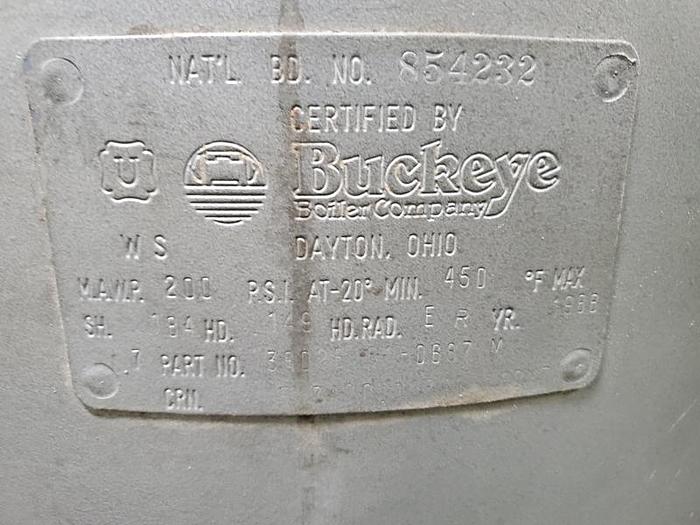 NAT'L BD. NO. 854232
CERTIFIED BY
U
Buckeye
Boiler Company
W S DAYTON, OHIO
M.A.W.P. 200 P.S.I. AT-20° MIN. 450 °F MAX
SH. 184 HD. 149 HD.RAD. E R YR.
PART NO. M
CRN.